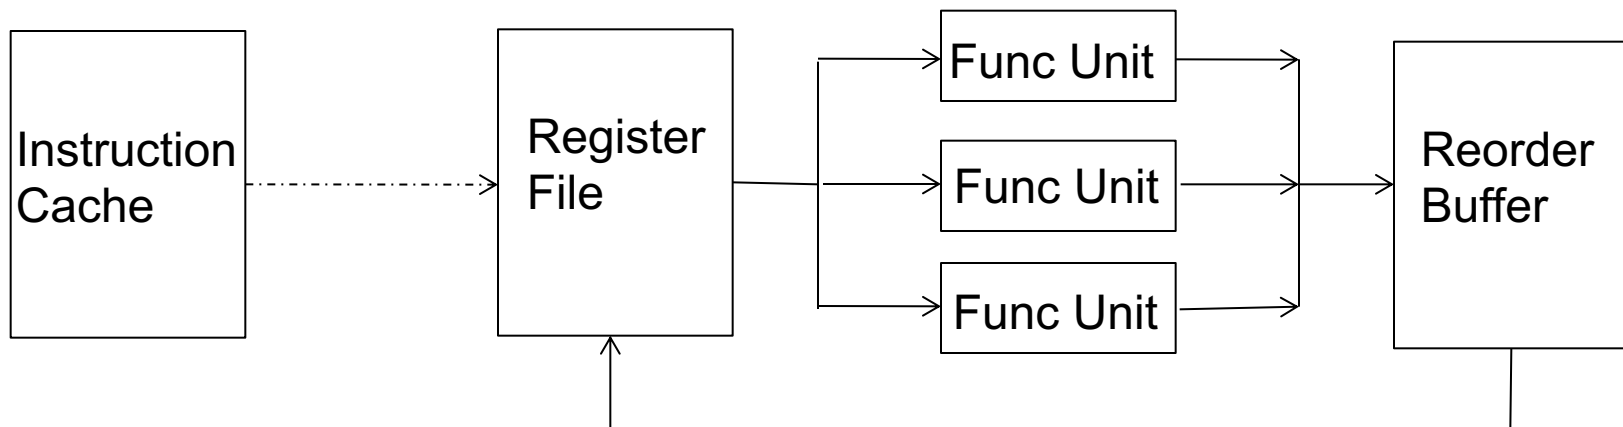 Instruction
Cache
Register
File
Func Unit
Func Unit
Func Unit
Reorder
Buffer